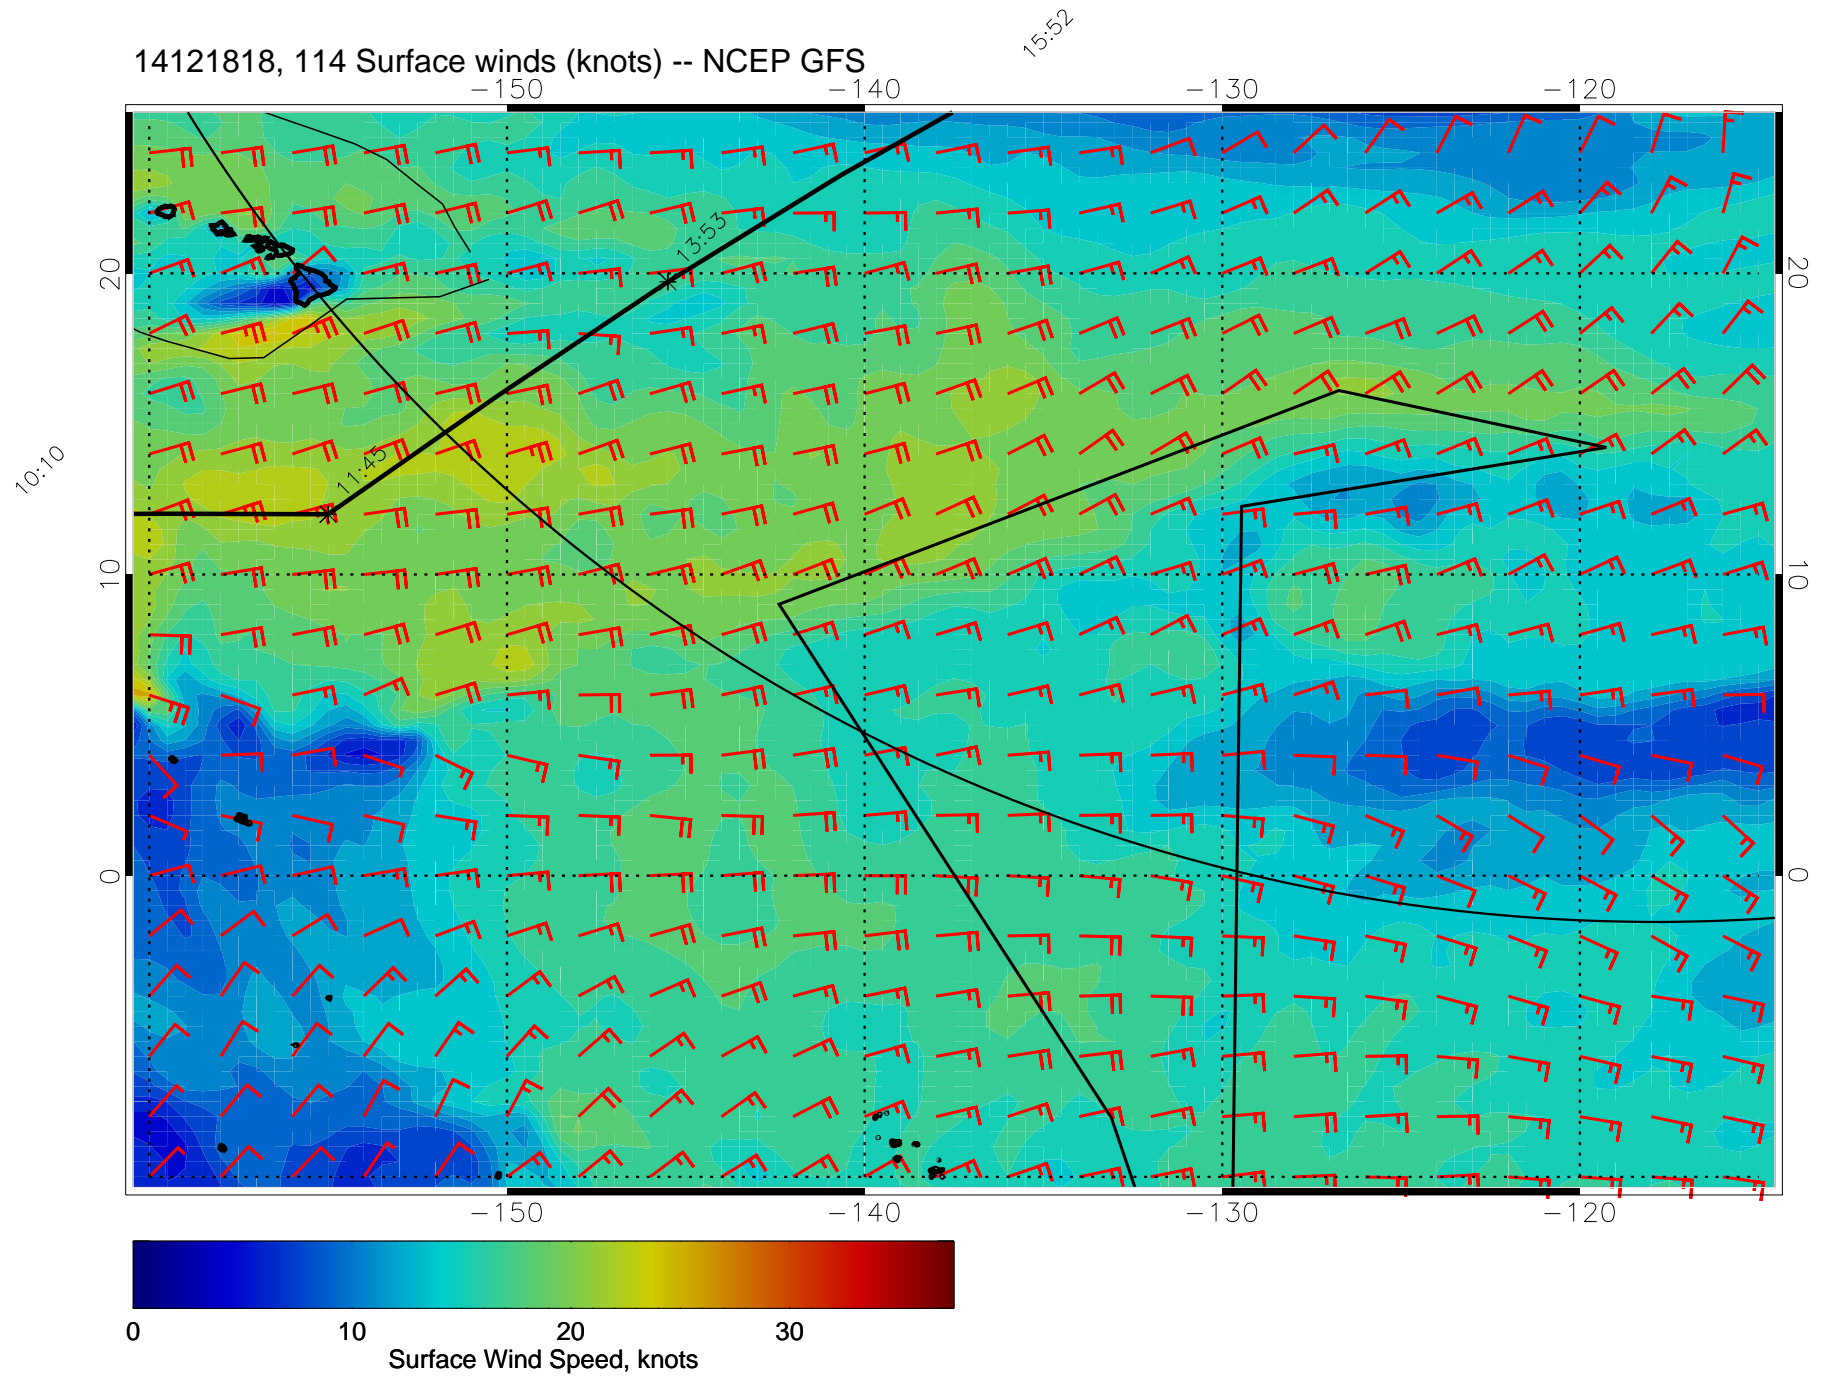 15:52
14121818, 114 Surface winds (knots) -- NCEP GFS
-150 -140 -130 -120
13:53
20 20
11:45
10:10
10 10
0 0
-150 -140 -130 -120
0 10 20 30
Surface Wind Speed, knots